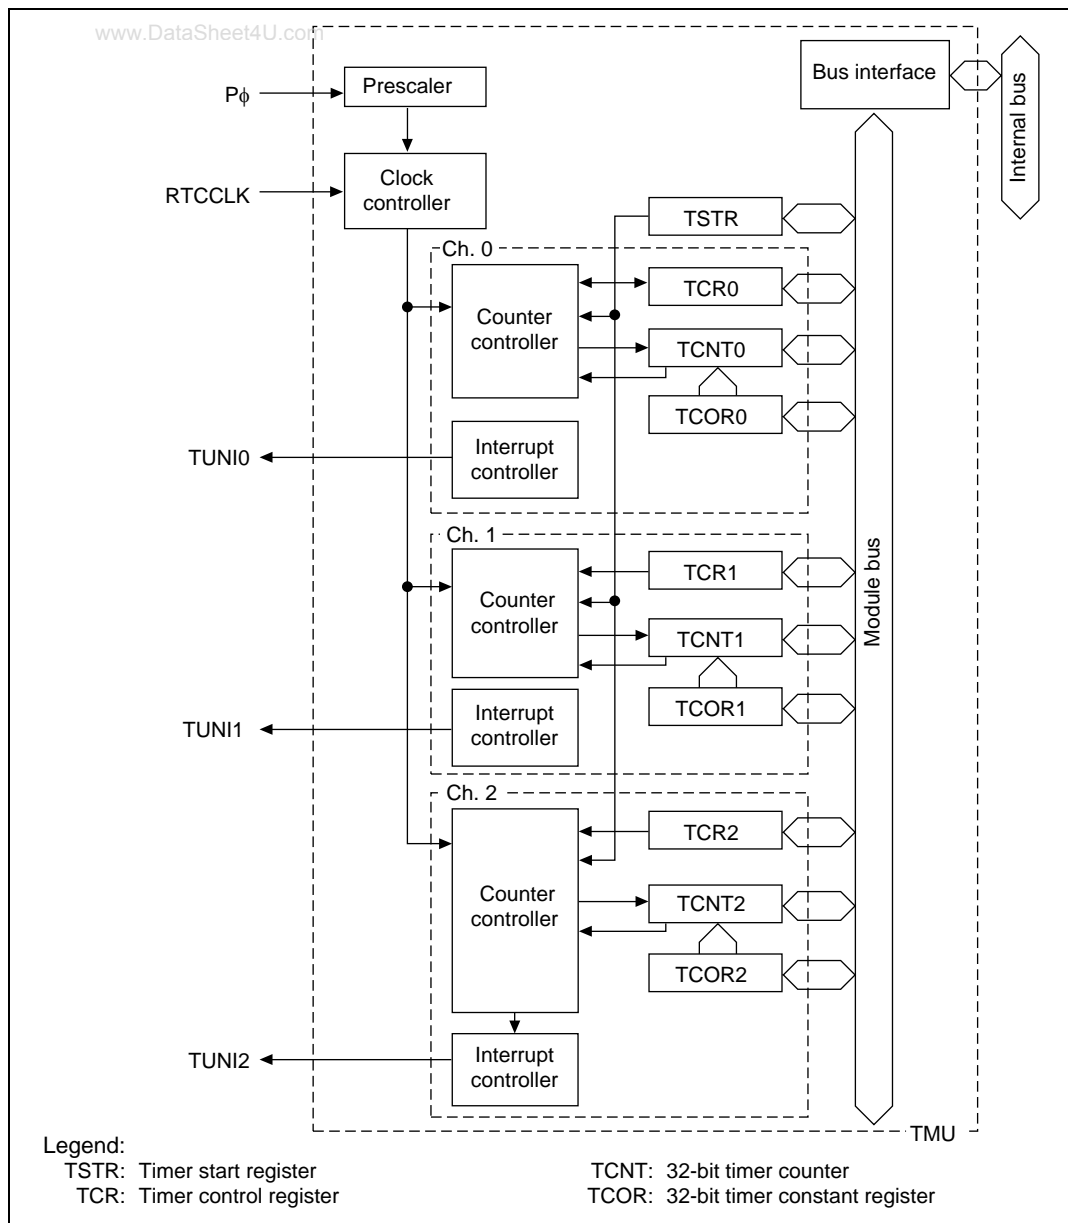 www.DataSheet4U.com
Pϕ
Prescaler
Bus interface
Internal bus
RTCCLK
Clock
controller
TSTR
Ch. 0
Counter
controller
TCR0
TCNT0
TCOR0
TUNI0
Interrupt
controller
Module bus
Ch. 1
Counter
controller
TCR1
TCNT1
TCOR1
TUNI1
Interrupt
controller
Ch. 2
Counter
controller
TCR2
TCNT2
TCOR2
TUNI2
Interrupt
controller
TMU
Legend:
TSTR: Timer start register
TCR: Timer control register
TCNT: 32-bit timer counter
TCOR: 32-bit timer constant register